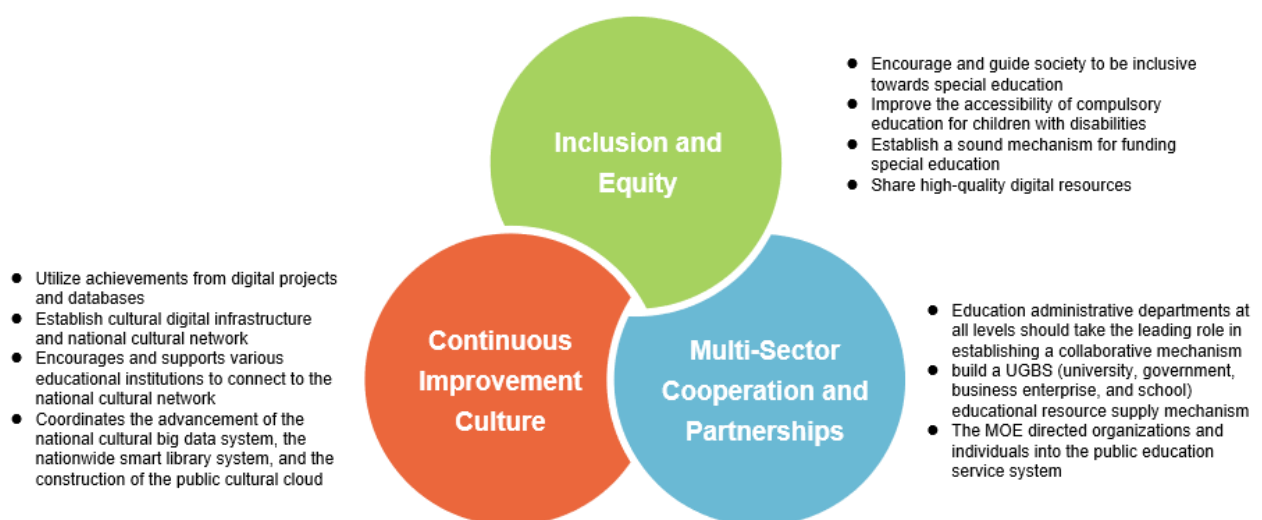 Inclusion and
Equity
● Encourage and guide society to be inclusive
towards special education
● Improve the accessibility of compulsory
education for children with disabilities
● Establish a sound mechanism for funding
special education
● Share high-quality digital resources
● Utilize achievements from digital projects
and databases
● Establish cultural digital infrastructure
and national cultural network
● Encourages and supports various
educational institutions to connect to the
national cultural network
● Coordinates the advancement of the
national cultural big data system, the
nationwide smart library system, and the
construction of the public cultural cloud
Continuous
Improvement
Culture
Multi-Sector
Cooperation and
Partnerships
● Education administrative departments at
all levels should take the leading role in
establishing a collaborative mechanism
● build a UGBS (university, government,
business enterprise, and school)
educational resource supply mechanism
● The MOE directed organizations and
individuals into the public education
service system